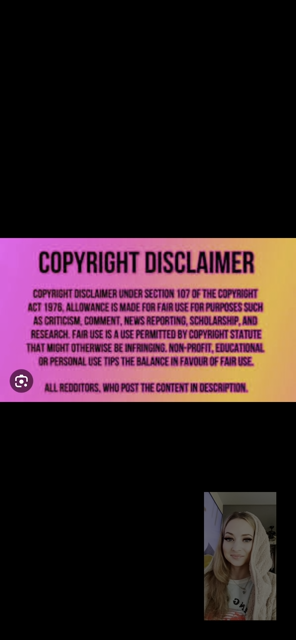 COPYRIGHT DISCLAIMER
COPYRIGHT DISCLAIMER UNDER SECTION 107 OF THE COPYRIGHT
ACT 1976, ALLOWANCE IS MADE FOR FAIR USE FOR PURPOSES SUCH
AS CRITICISM, COMMENT, NEWS REPORTING, SCHOLARSHIP, AND
RESEARCH. FAIR USE IS A USE PERMITTED BY COPYRIGHT STATUTE
THAT MIGHT OTHERWISE BE INFRINGING. NON-PROFIT, EDUCATIONAL
OR PERSONAL USE TIPS THE BALANCE IN FAVOUR OF FAIR USE.
ALL REDDITORS, WHO POST THE CONTENT IN DESCRIPTION.